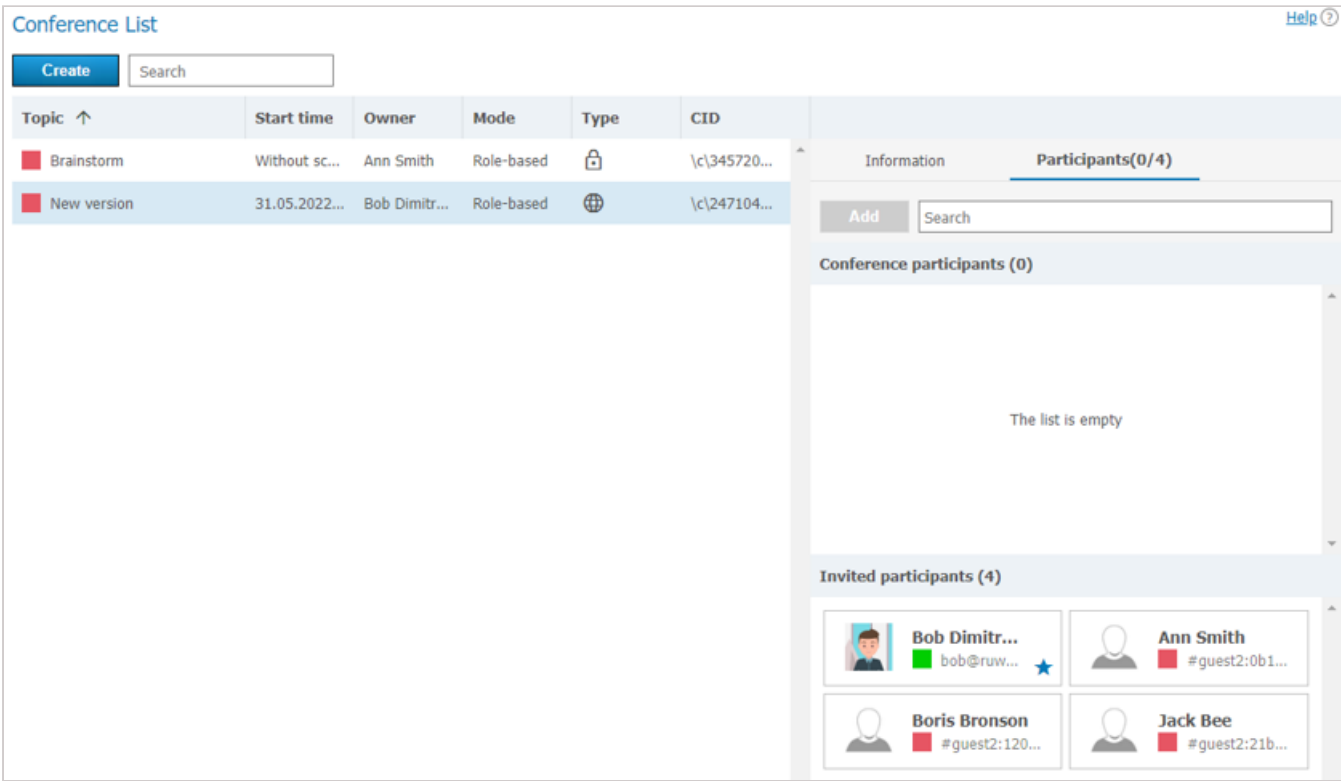 Conference List
Help ?
Create Search
Topic Start time Owner Mode Type CID
Brainstorm Without sc... Ann Smith Role-based \c\345720...
New version 31.05.2022... Bob Dimitr... Role-based \c\247104...
Information Participants(0/4)
Add Search
Conference participants (0)
The list is empty
Invited participants (4)
Bob Dimitr...
bob@ruw...
Ann Smith
#guest2:0b1...
Boris Bronson
#guest2:120...
Jack Bee
#guest2:21b...